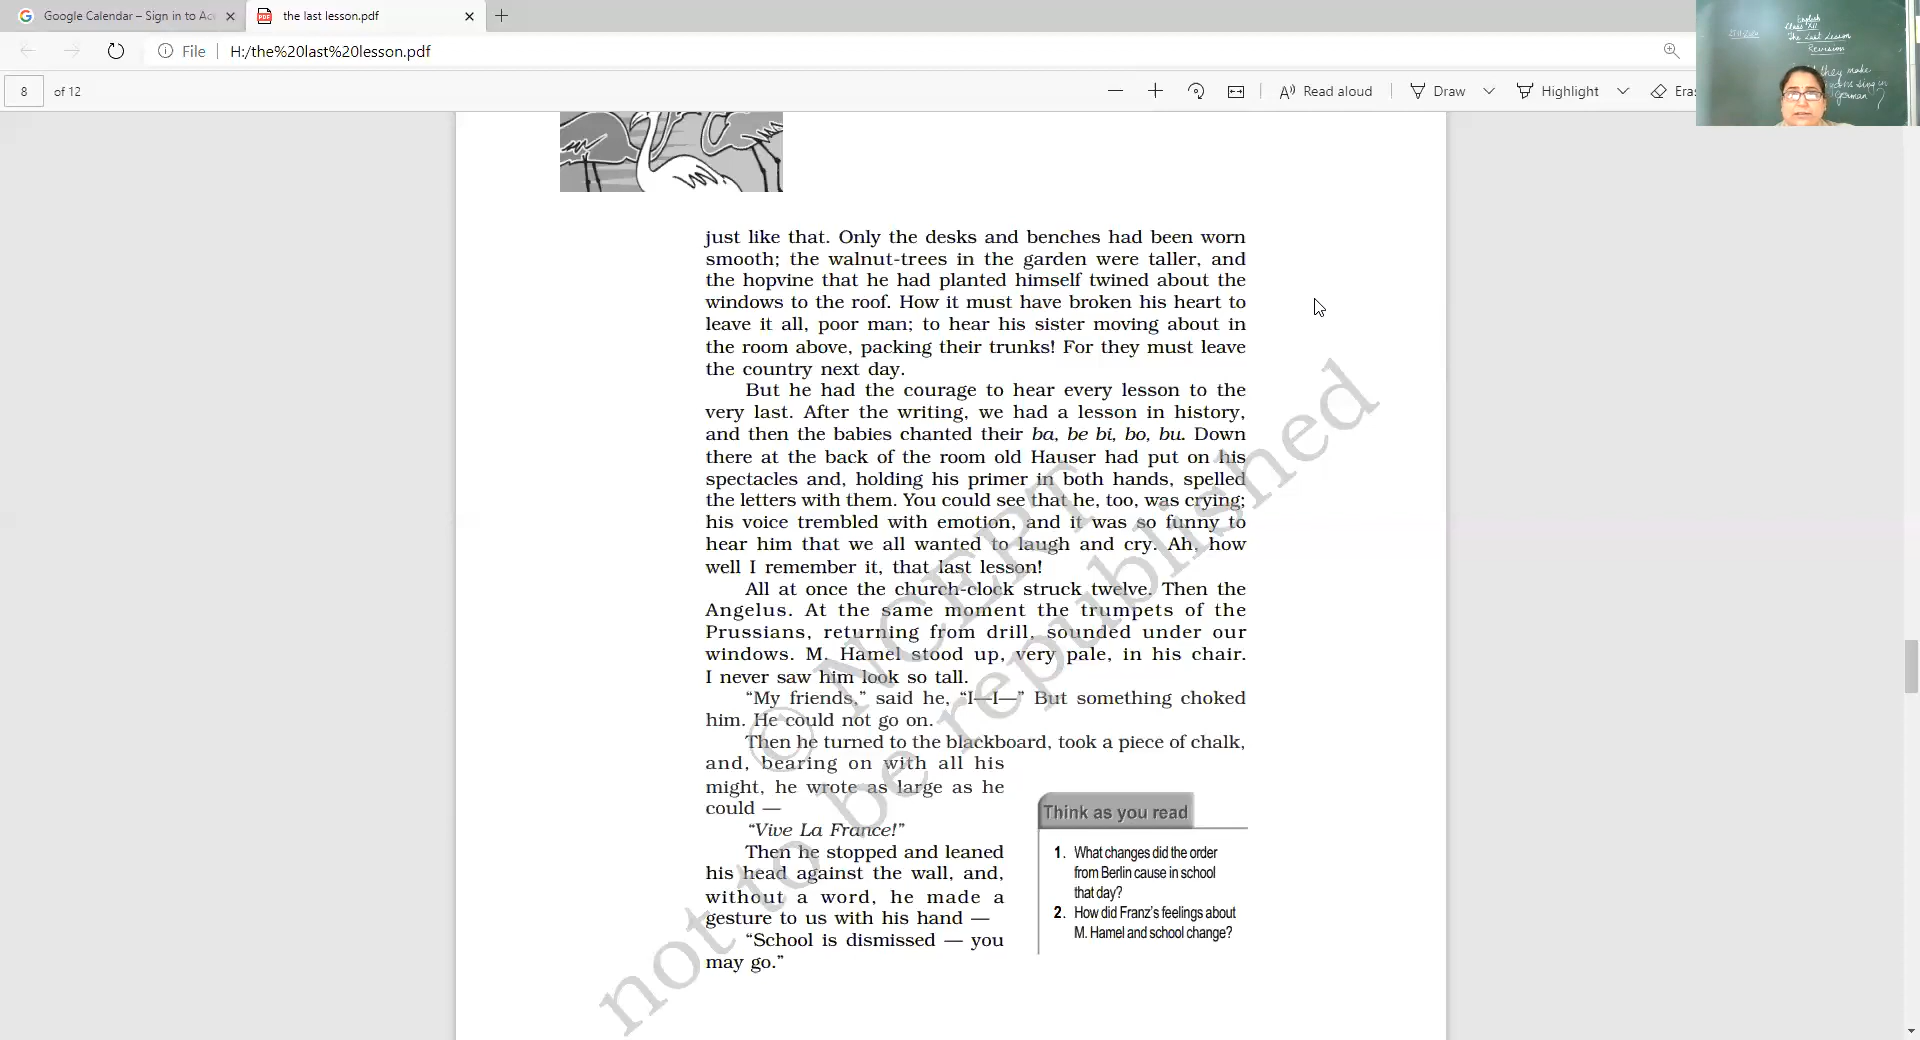 Google Calendar – Sign in to Ac
the last lesson.pdf
File
H:/the%20last%20lesson.pdf
8
of 12
Read aloud
Draw
Highlight
Eras
English
Class XII
The Last Lesson
Revision
they make
sing in
German ?
just like that. Only the desks and benches had been worn
smooth; the walnut-trees in the garden were taller, and
the hopvine that he had planted himself twined about the
windows to the roof. How it must have broken his heart to
leave it all, poor man; to hear his sister moving about in
the room above, packing their trunks! For they must leave
the country next day.
But he had the courage to hear every lesson to the
very last. After the writing, we had a lesson in history,
and then the babies chanted their ba, be bi, bo, bu. Down
there at the back of the room old Hauser had put on his
spectacles and, holding his primer in both hands, spelled
the letters with them. You could see that he, too, was crying;
his voice trembled with emotion, and it was so funny to
hear him that we all wanted to laugh and cry. Ah, how
well I remember it, that last lesson!
All at once the church-clock struck twelve. Then the
Angelus. At the same moment the trumpets of the
Prussians, returning from drill, sounded under our
windows. M. Hamel stood up, very pale, in his chair.
I never saw him look so tall.
“My friends,” said he, “I—I—” But something choked
him. He could not go on.
Then he turned to the blackboard, took a piece of chalk,
and, bearing on with all his
might, he wrote as large as he
could —
“Vive La France!”
Then he stopped and leaned
his head against the wall, and,
without a word, he made a
gesture to us with his hand —
“School is dismissed — you
may go.”
Think as you read
1. What changes did the order
from Berlin cause in school
that day?
2. How did Franz’s feelings about
M. Hamel and school change?
© NCERT
not to be republished